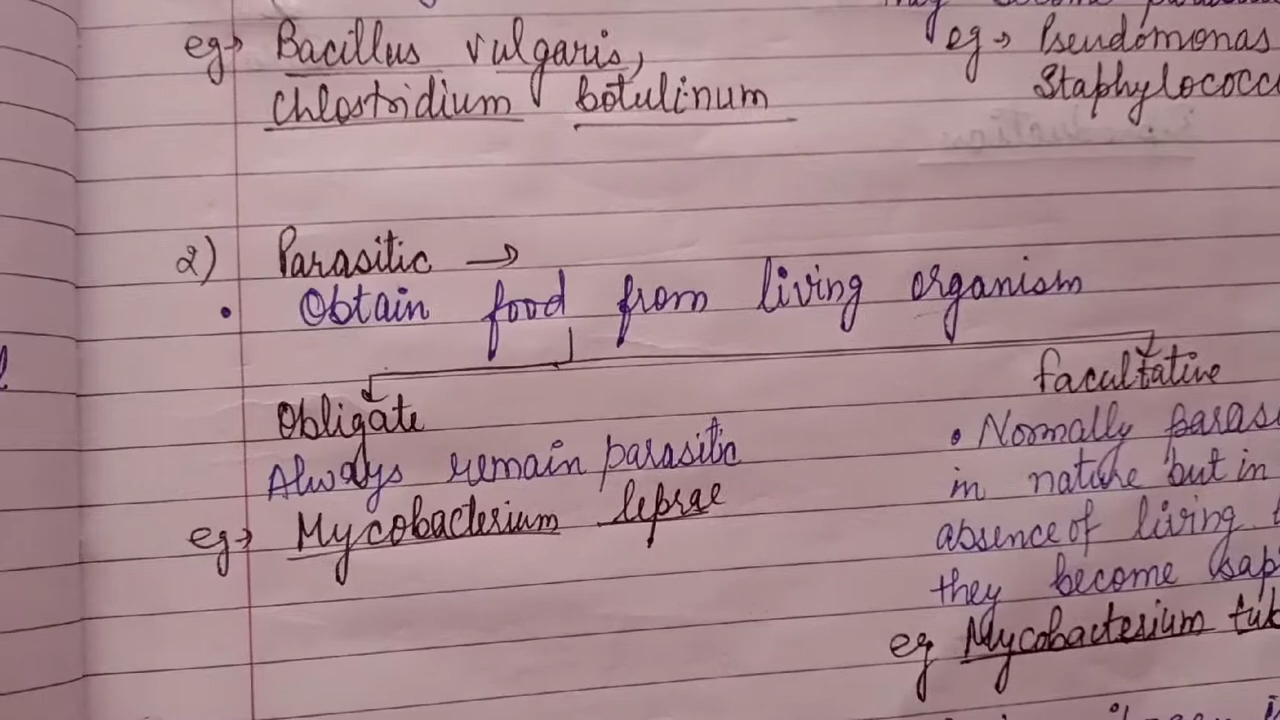 eg→ Bacillus vulgaris,
Chlostridium botulinum
eg → Pseudomonas
Staphylococc
2) Parasitic →
• Obtain food from living organism
Obligate
Always remain parasitic
eg→ Mycobacterium leprae
facultative
• Normally paras
in nature but in
absence of living
they become sap
eg Mycobacterium tub